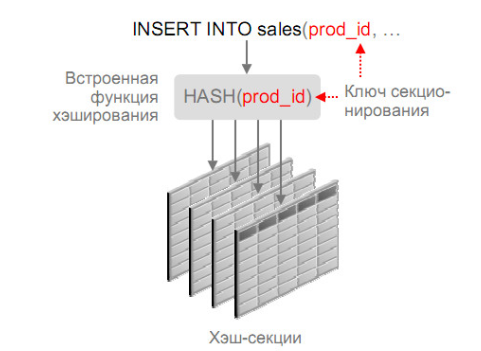 INSERT INTO sales(prod_id, ...
Встроенная
функция
хэширования
HASH(prod_id)
Ключ секцио-
нирования
Хэш-секции